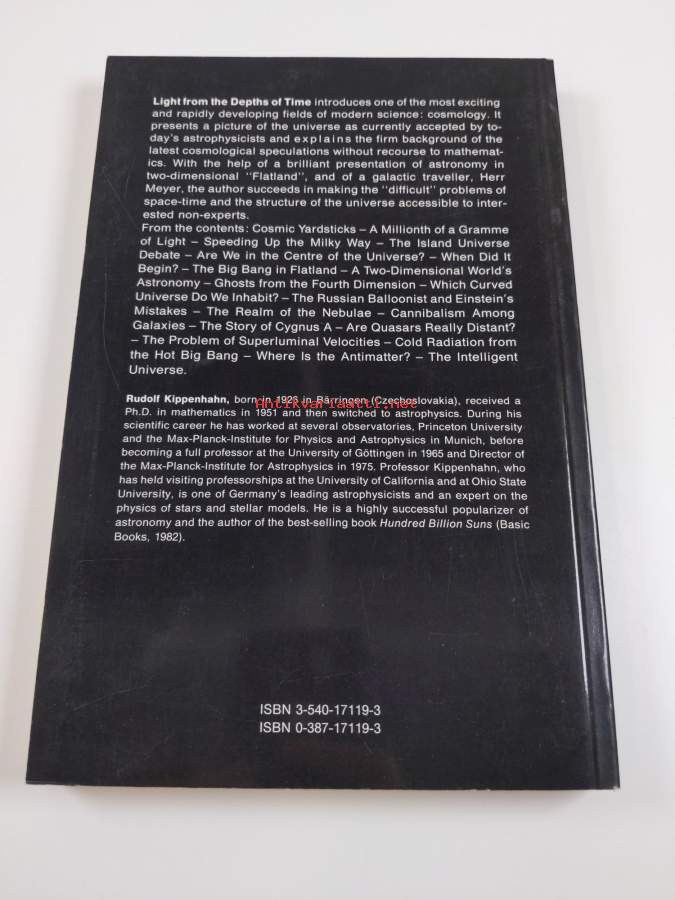 Light from the Depths of Time introduces one of the most exciting
and rapidly developing fields of modern science: cosmology. It
presents a picture of the universe as currently accepted by to-
day's astrophysicists and explains the firm background of the
latest cosmological speculations without recourse to mathemat-
ics. With the help of a brilliant presentation of astronomy in
two-dimensional "Flatland", and of a galactic traveller, Herr
Meyer, the author succeeds in making the "difficult" problems of
space-time and the structure of the universe accessible to inter-
ested non-experts.
From the contents: Cosmic Yardsticks – A Millionth of a Gramme
of Light – Speeding Up the Milky Way – The Island Universe
Debate – Are We in the Centre of the Universe? – When Did It
Begin? – The Big Bang in Flatland – A Two-Dimensional World's
Astronomy – Ghosts from the Fourth Dimension – Which Curved
Universe Do We Inhabit? – The Russian Balloonist and Einstein's
Mistakes – The Realm of the Nebulae – Cannibalism Among
Galaxies – The Story of Cygnus A – Are Quasars Really Distant?
– The Problem of Superluminal Velocities – Cold Radiation from
the Hot Big Bang – Where Is the Antimatter? – The Intelligent
Universe.
Rudolf Kippenhahn, born in 1926 in Bärringen (Czechoslovakia), received a
Antikvariaatti.net
Ph.D. in mathematics in 1951 and then switched to astrophysics. During his
scientific career he has worked at several observatories, Princeton University
and the Max-Planck-Institute for Physics and Astrophysics in Munich, before
becoming a full professor at the University of Göttingen in 1965 and Director of
the Max-Planck-Institute for Astrophysics in 1975. Professor Kippenhahn, who
has held visiting professorships at the University of California and at Ohio State
University, is one of Germany's leading astrophysicists and an expert on the
physics of stars and stellar models. He is a highly successful popularizer of
astronomy and the author of the best-selling book Hundred Billion Suns (Basic
Books, 1982).
ISBN 3-540-17119-3
ISBN 0-387-17119-3